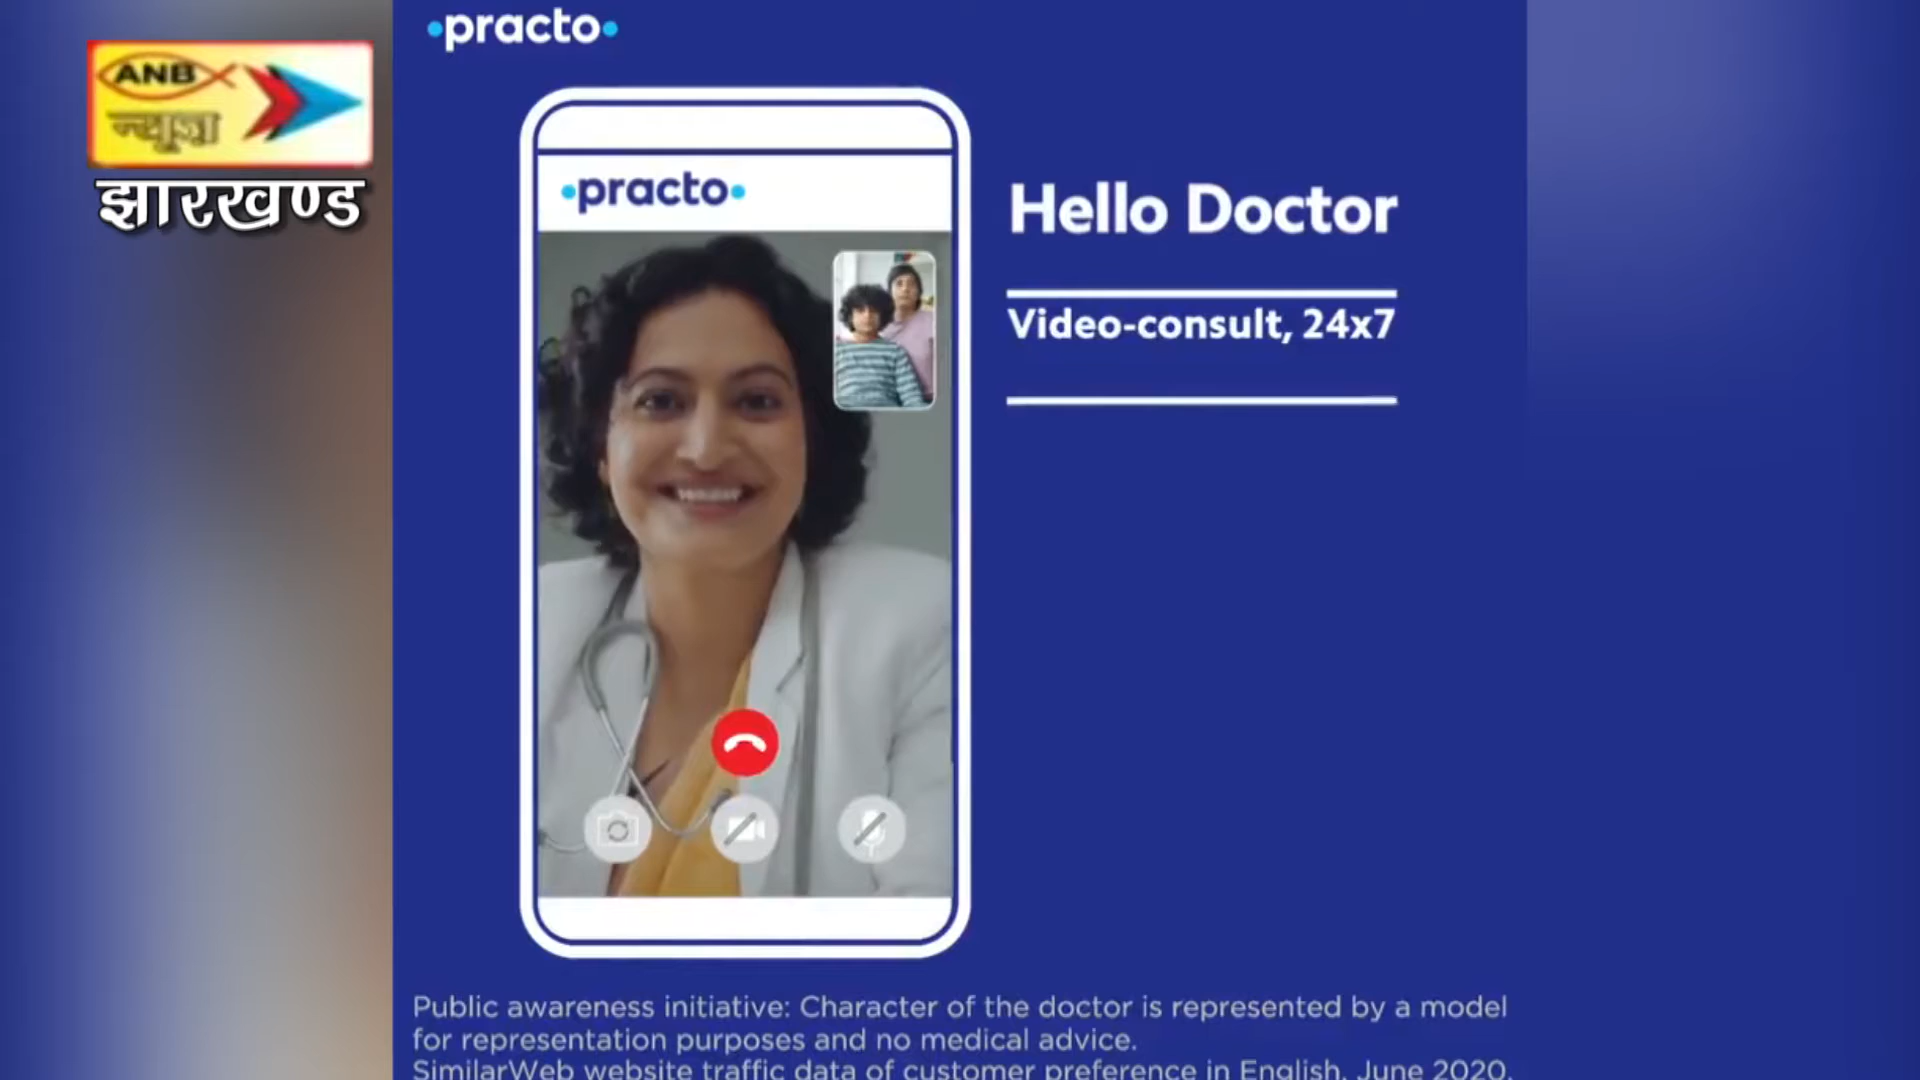 •practo•
ANB
न्यूज़
झारखण्ड
•practo•
Hello Doctor
Video-consult, 24x7
Public awareness initiative: Character of the doctor is represented by a model
for representation purposes and no medical advice.
SimilarWeb website traffic data of customer preference in English, June 2020.